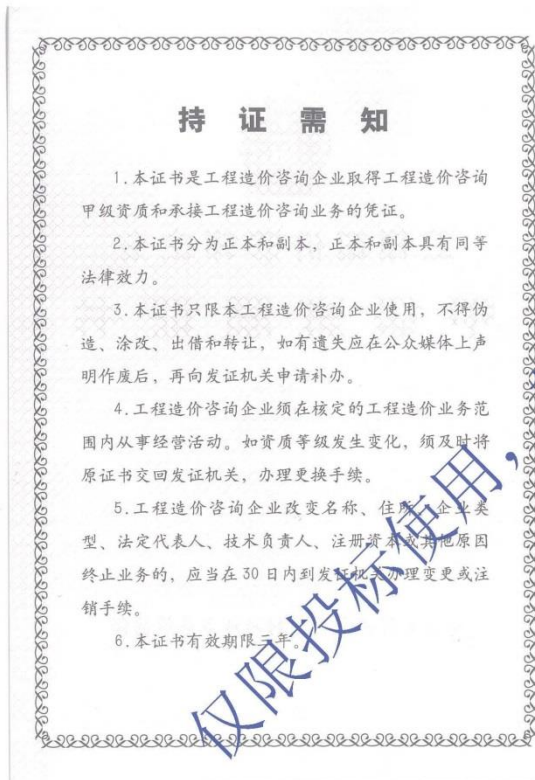 持证需知
1.本证书是工程造价咨询企业取得工程造价咨询
甲级资质和承接工程造价咨询业务的凭证。
2.本证书分为正本和副本，正本和副本具有同等
法律效力。
3.本证书只限本工程造价咨询企业使用，不得伪
造、涂改、出借和转让，如有遗失应在公众媒体上声
明作废后，再向发证机关申请补办。
4.工程造价咨询企业须在核定的工程造价业务范
围内从事经营活动。如资质等级发生变化，须及时将
原证书交回发证机关，办理更换手续。
5.工程造价咨询企业改变名称、住所、企业类
型、法定代表人、技术负责人、注册资本或其他原因
终止业务的，应当在30日内到发证机关办理变更或注
销手续。
6.本证书有效期限三年。
仅限投标使用，